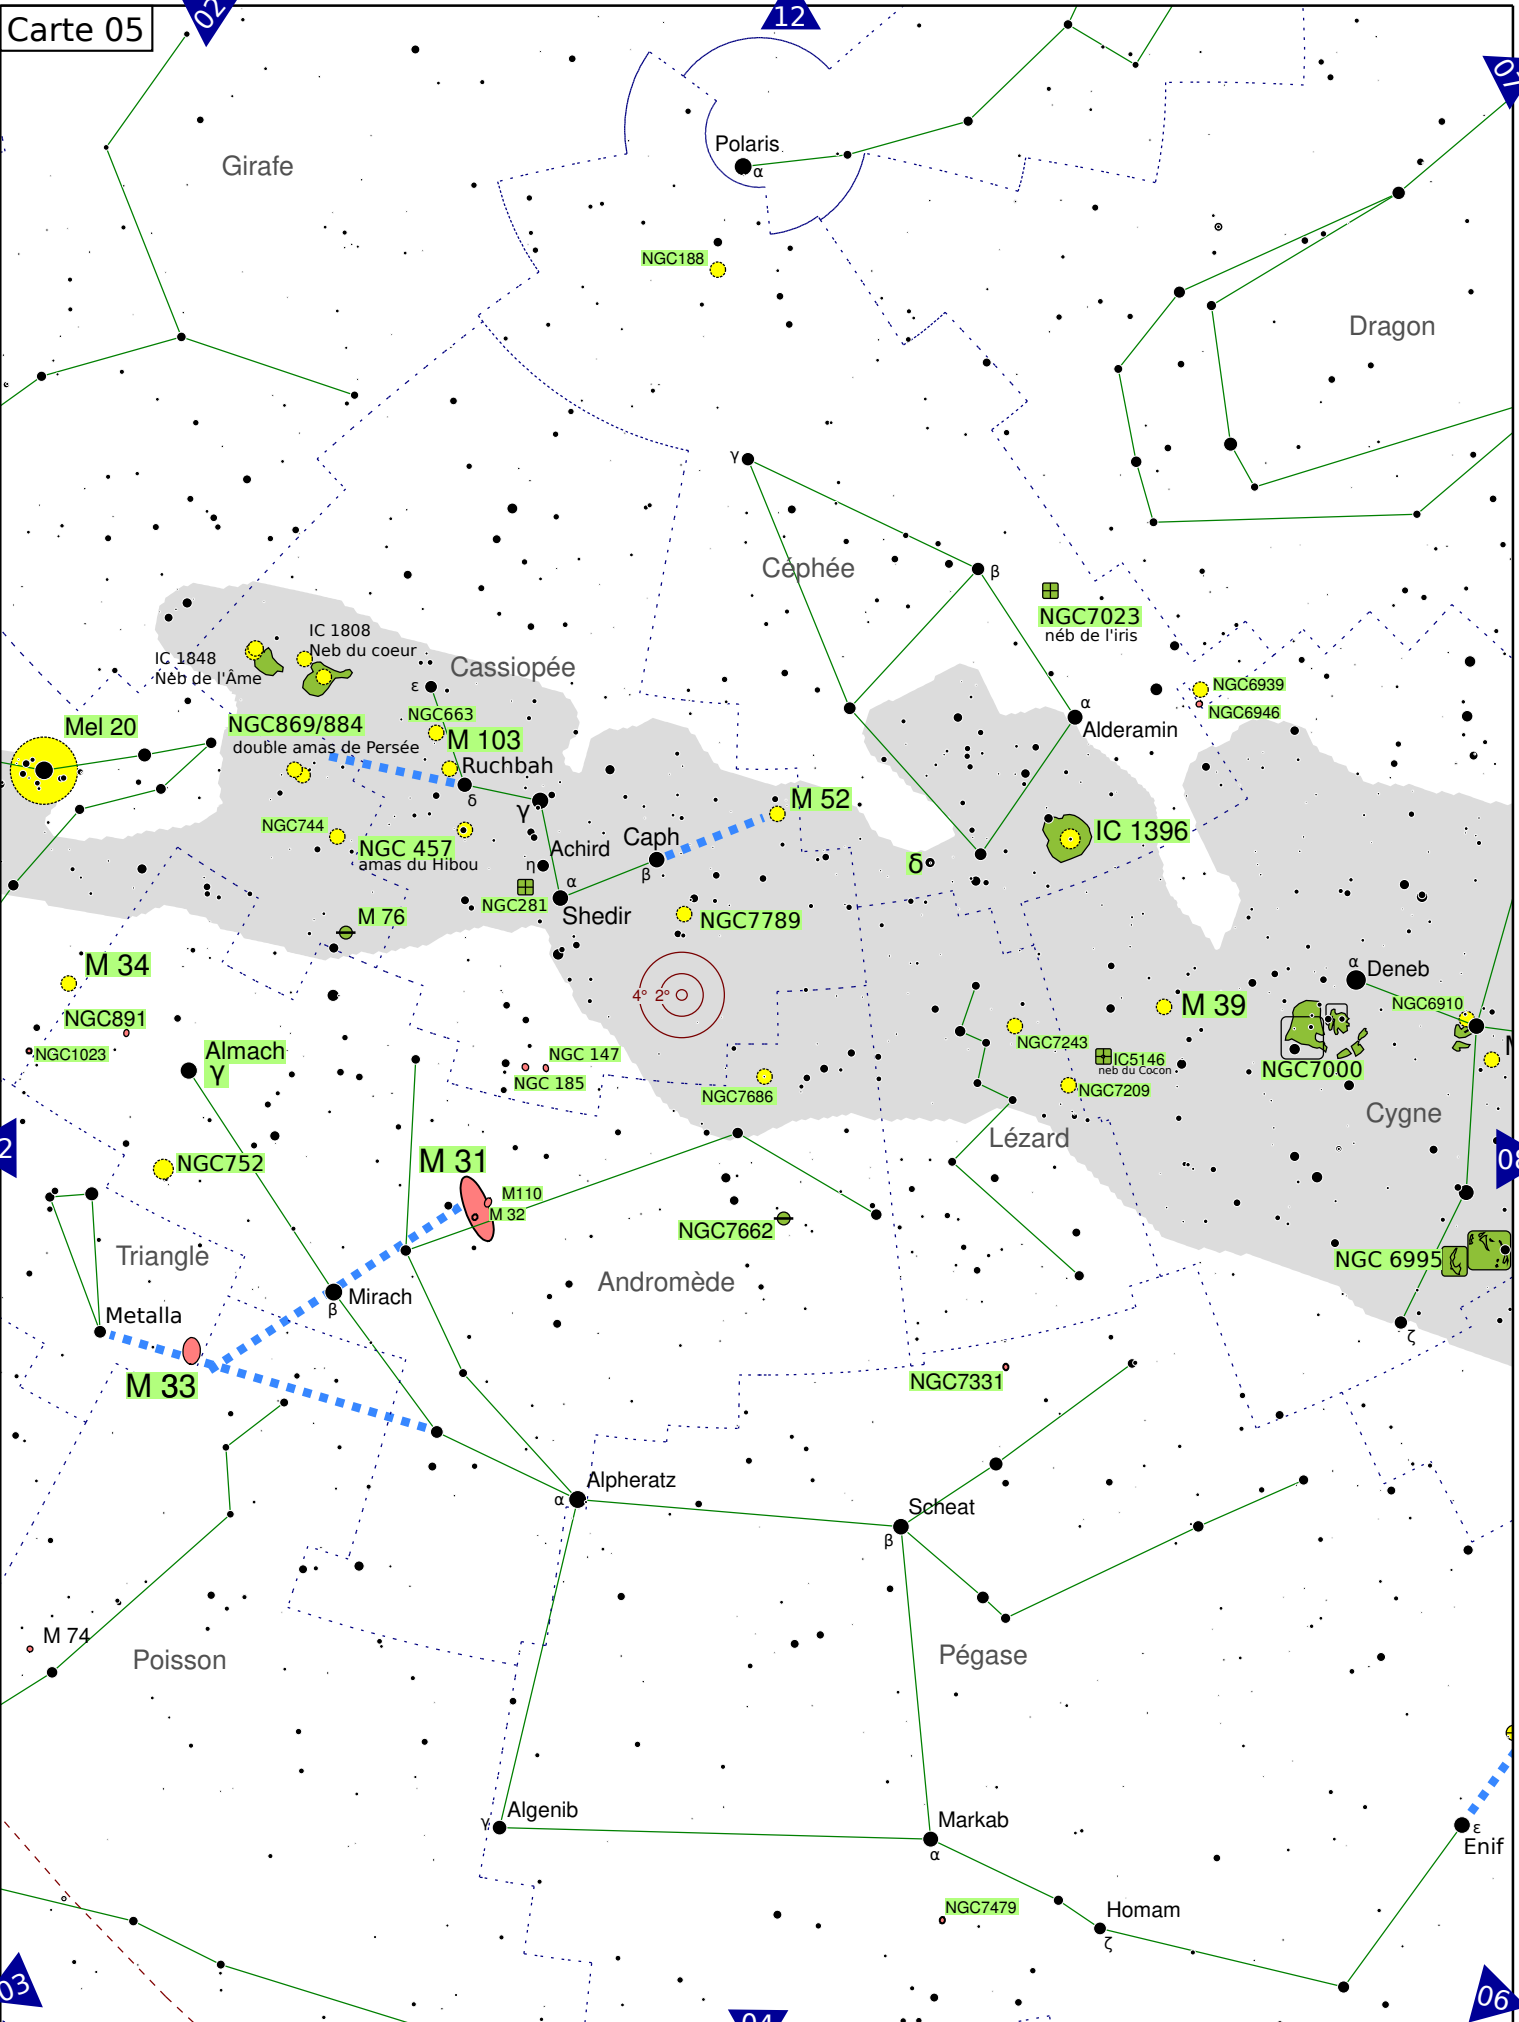 Carte 05
02
12
07
Polaris
α
Girafe
NGC188
Dragon
γ
Céphée
β
NGC7023
néb de l'iris
IC 1808
Neb du coeur
IC 1848
Neb de l'Âme
Cassiopée
ε
NGC6939
NGC6946
α
Alderamin
NGC663
Mel 20
NGC869/884
double amas de Persée
M 103
Ruchbah
δ
γ
M 52
NGC744
NGC 457
amas du Hibou
Achird
η
Caph
β
IC 1396
δ
α
Shedir
NGC281
M 76
NGC7789
M 34
α
Deneb
4° 2°
NGC6910
M 39
NGC891
NGC1023
NGC7243
IC5146
neb du Cocon
NGC7000
Almach
γ
NGC 147
NGC 185
NGC7686
NGC7209
Cygne
Lézard
2
08
M 31
NGC752
M110
M 32
NGC7662
NGC 6995
Triangle
Andromède
Mirach
β
Metalla
ζ
M 33
NGC7331
Alpheratz
α
Scheat
β
M 74
Poisson
Pégase
Algenib
γ
Markab
α
ε
Enif
NGC7479
Homam
ζ
03
06
04